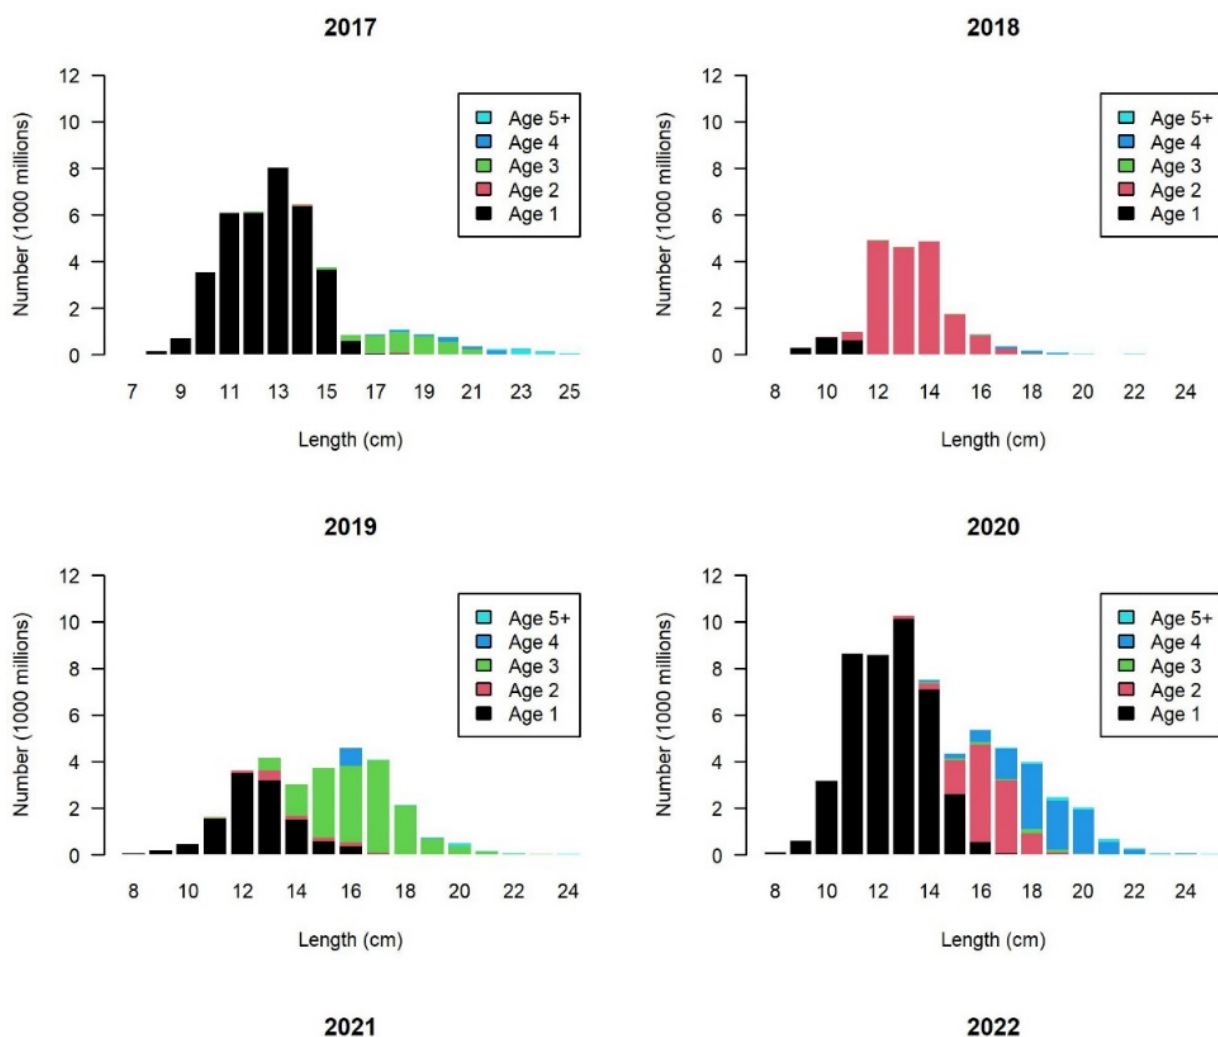 2017
Number (1000 millions)
12
10
8
6
4
2
0
Age 5+
Age 4
Age 3
Age 2
Age 1
7 9 11 13 15 17 19 21 23 25
Length (cm)
2018
Number (1000 millions)
12
10
8
6
4
2
0
Age 5+
Age 4
Age 3
Age 2
Age 1
8 10 12 14 16 18 20 22 24
Length (cm)
2019
Number (1000 millions)
12
10
8
6
4
2
0
Age 5+
Age 4
Age 3
Age 2
Age 1
8 10 12 14 16 18 20 22 24
Length (cm)
2020
Number (1000 millions)
12
10
8
6
4
2
0
Age 5+
Age 4
Age 3
Age 2
Age 1
8 10 12 14 16 18 20 22 24
Length (cm)
2021
2022